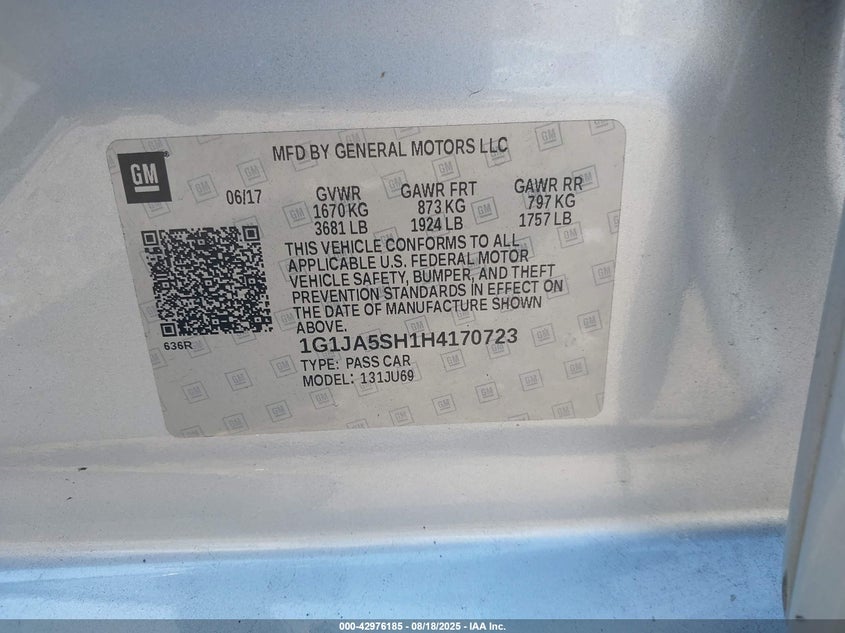 MFD BY GENERAL MOTORS LLC
GM
06/17
GVWR GAWR FRT GAWR RR
1670 KG 873 KG 797 KG
3681 LB 1924 LB 1757 LB
THIS VEHICLE CONFORMS TO ALL
APPLICABLE U.S. FEDERAL MOTOR
VEHICLE SAFETY, BUMPER, AND THEFT
PREVENTION STANDARDS IN EFFECT ON
THE DATE OF MANUFACTURE SHOWN
ABOVE.
636R
1G1JA5SH1H4170723
TYPE: PASS CAR
MODEL: 131JU69
000-42976185 - 08/18/2025 - IAA Inc.